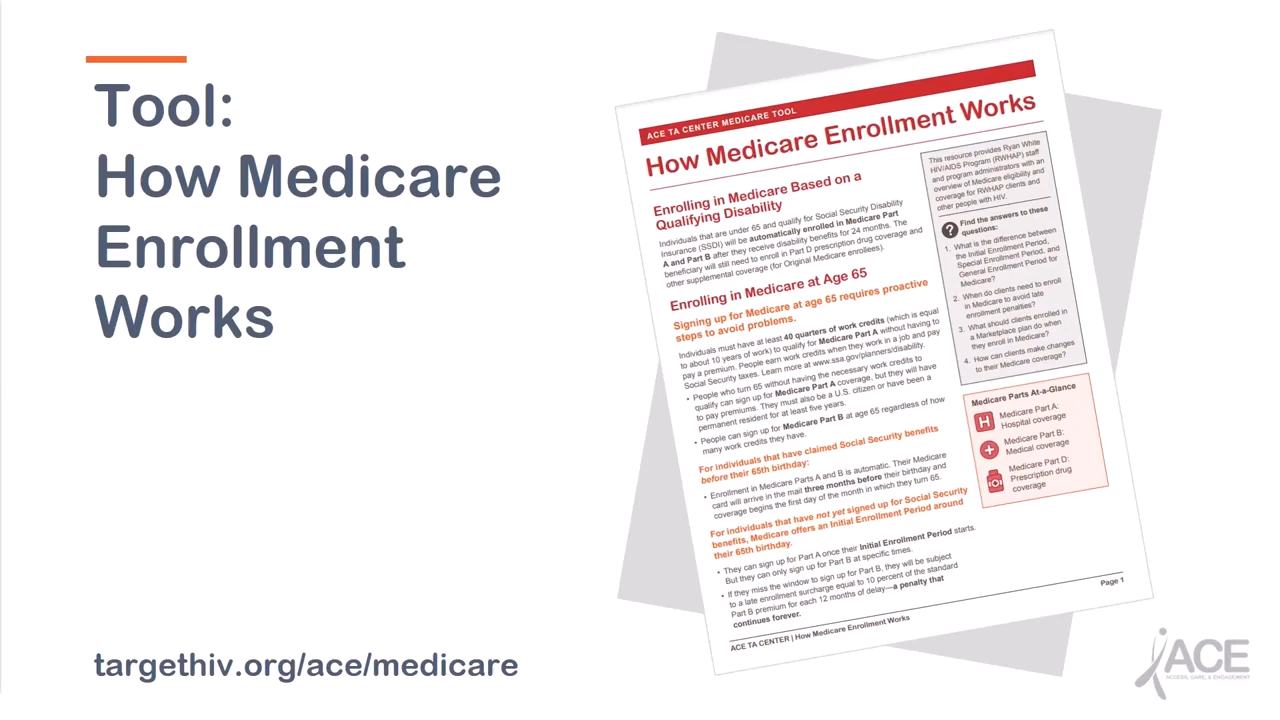 Tool:
How Medicare
Enrollment
Works
targethiv.org/ace/medicare
ACE TA CENTER MEDICARE TOOL
How Medicare Enrollment Works
Enrolling in Medicare Based on a
Qualifying Disability
Individuals that are under 65 and qualify for Social Security Disability
Insurance (SSDI) will be automatically enrolled in Medicare Part
A and Part B after they receive disability benefits for 24 months. The
beneficiary will still need to enroll in Part D prescription drug coverage and
other supplemental coverage (for Original Medicare enrollees).
Enrolling in Medicare at Age 65
Signing up for Medicare at age 65 requires proactive
steps to avoid problems.
Individuals must have at least 40 quarters of work credits (which is equal
to about 10 years of work) to qualify for Medicare Part A without having to
pay a premium. People earn work credits when they work in a job and pay
Social Security taxes. Learn more at www.ssa.gov/planners/disability.
• People who turn 65 without having the necessary work credits to
qualify can sign up for Medicare Part A coverage, but they will have
to pay premiums. They must also be a U.S. citizen or have been a
permanent resident for at least five years.
• People can sign up for Medicare Part B at age 65 regardless of how
many work credits they have.
For individuals that have claimed Social Security benefits
before their 65th birthday:
• Enrollment in Medicare Parts A and B is automatic. Their Medicare
card will arrive in the mail three months before their birthday and
coverage begins the first day of the month in which they turn 65.
For individuals that have not yet signed up for Social Security
benefits, Medicare offers an Initial Enrollment Period around
their 65th birthday.
• They can sign up for Part A once their Initial Enrollment Period starts.
But they can only sign up for Part B at specific times.
• If they miss the window to sign up for Part B, they will be subject
to a late enrollment surcharge equal to 10 percent of the standard
Part B premium for each 12 months of delay—a penalty that
continues forever.
This resource provides Ryan White
HIV/AIDS Program (RWHAP) staff
and program administrators with an
overview of Medicare eligibility and
coverage for RWHAP clients and
other people with HIV.
? Find the answers to these
questions:
1. What is the difference between
the Initial Enrollment Period,
Special Enrollment Period, and
General Enrollment Period for
Medicare?
2. When do clients need to enroll
in Medicare to avoid late
enrollment penalties?
3. What should clients enrolled in
a Marketplace plan do when
they enroll in Medicare?
4. How can clients make changes
to their Medicare coverage?
Medicare Parts At-a-Glance
H Medicare Part A:
Hospital coverage
Medicare Part B:
Medical coverage
Medicare Part D:
Prescription drug
coverage
ACE TA CENTER | How Medicare Enrollment Works
Page 1
ACE
ACCESS, CARE, & ENGAGEMENT